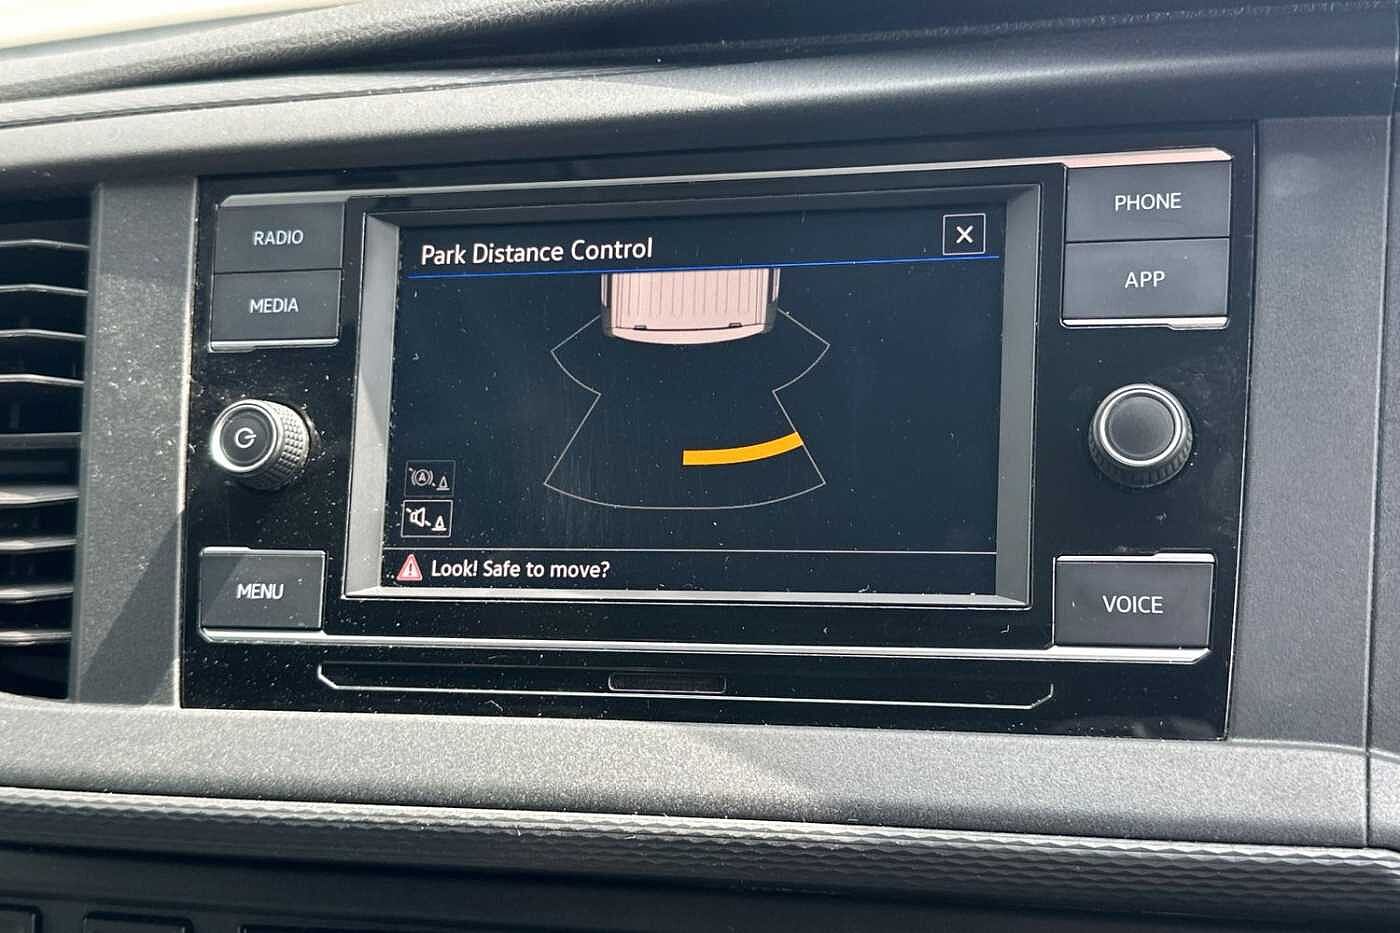 RADIO
MEDIA
MENU
Park Distance Control
X
A
Look! Safe to move?
PHONE
APP
VOICE